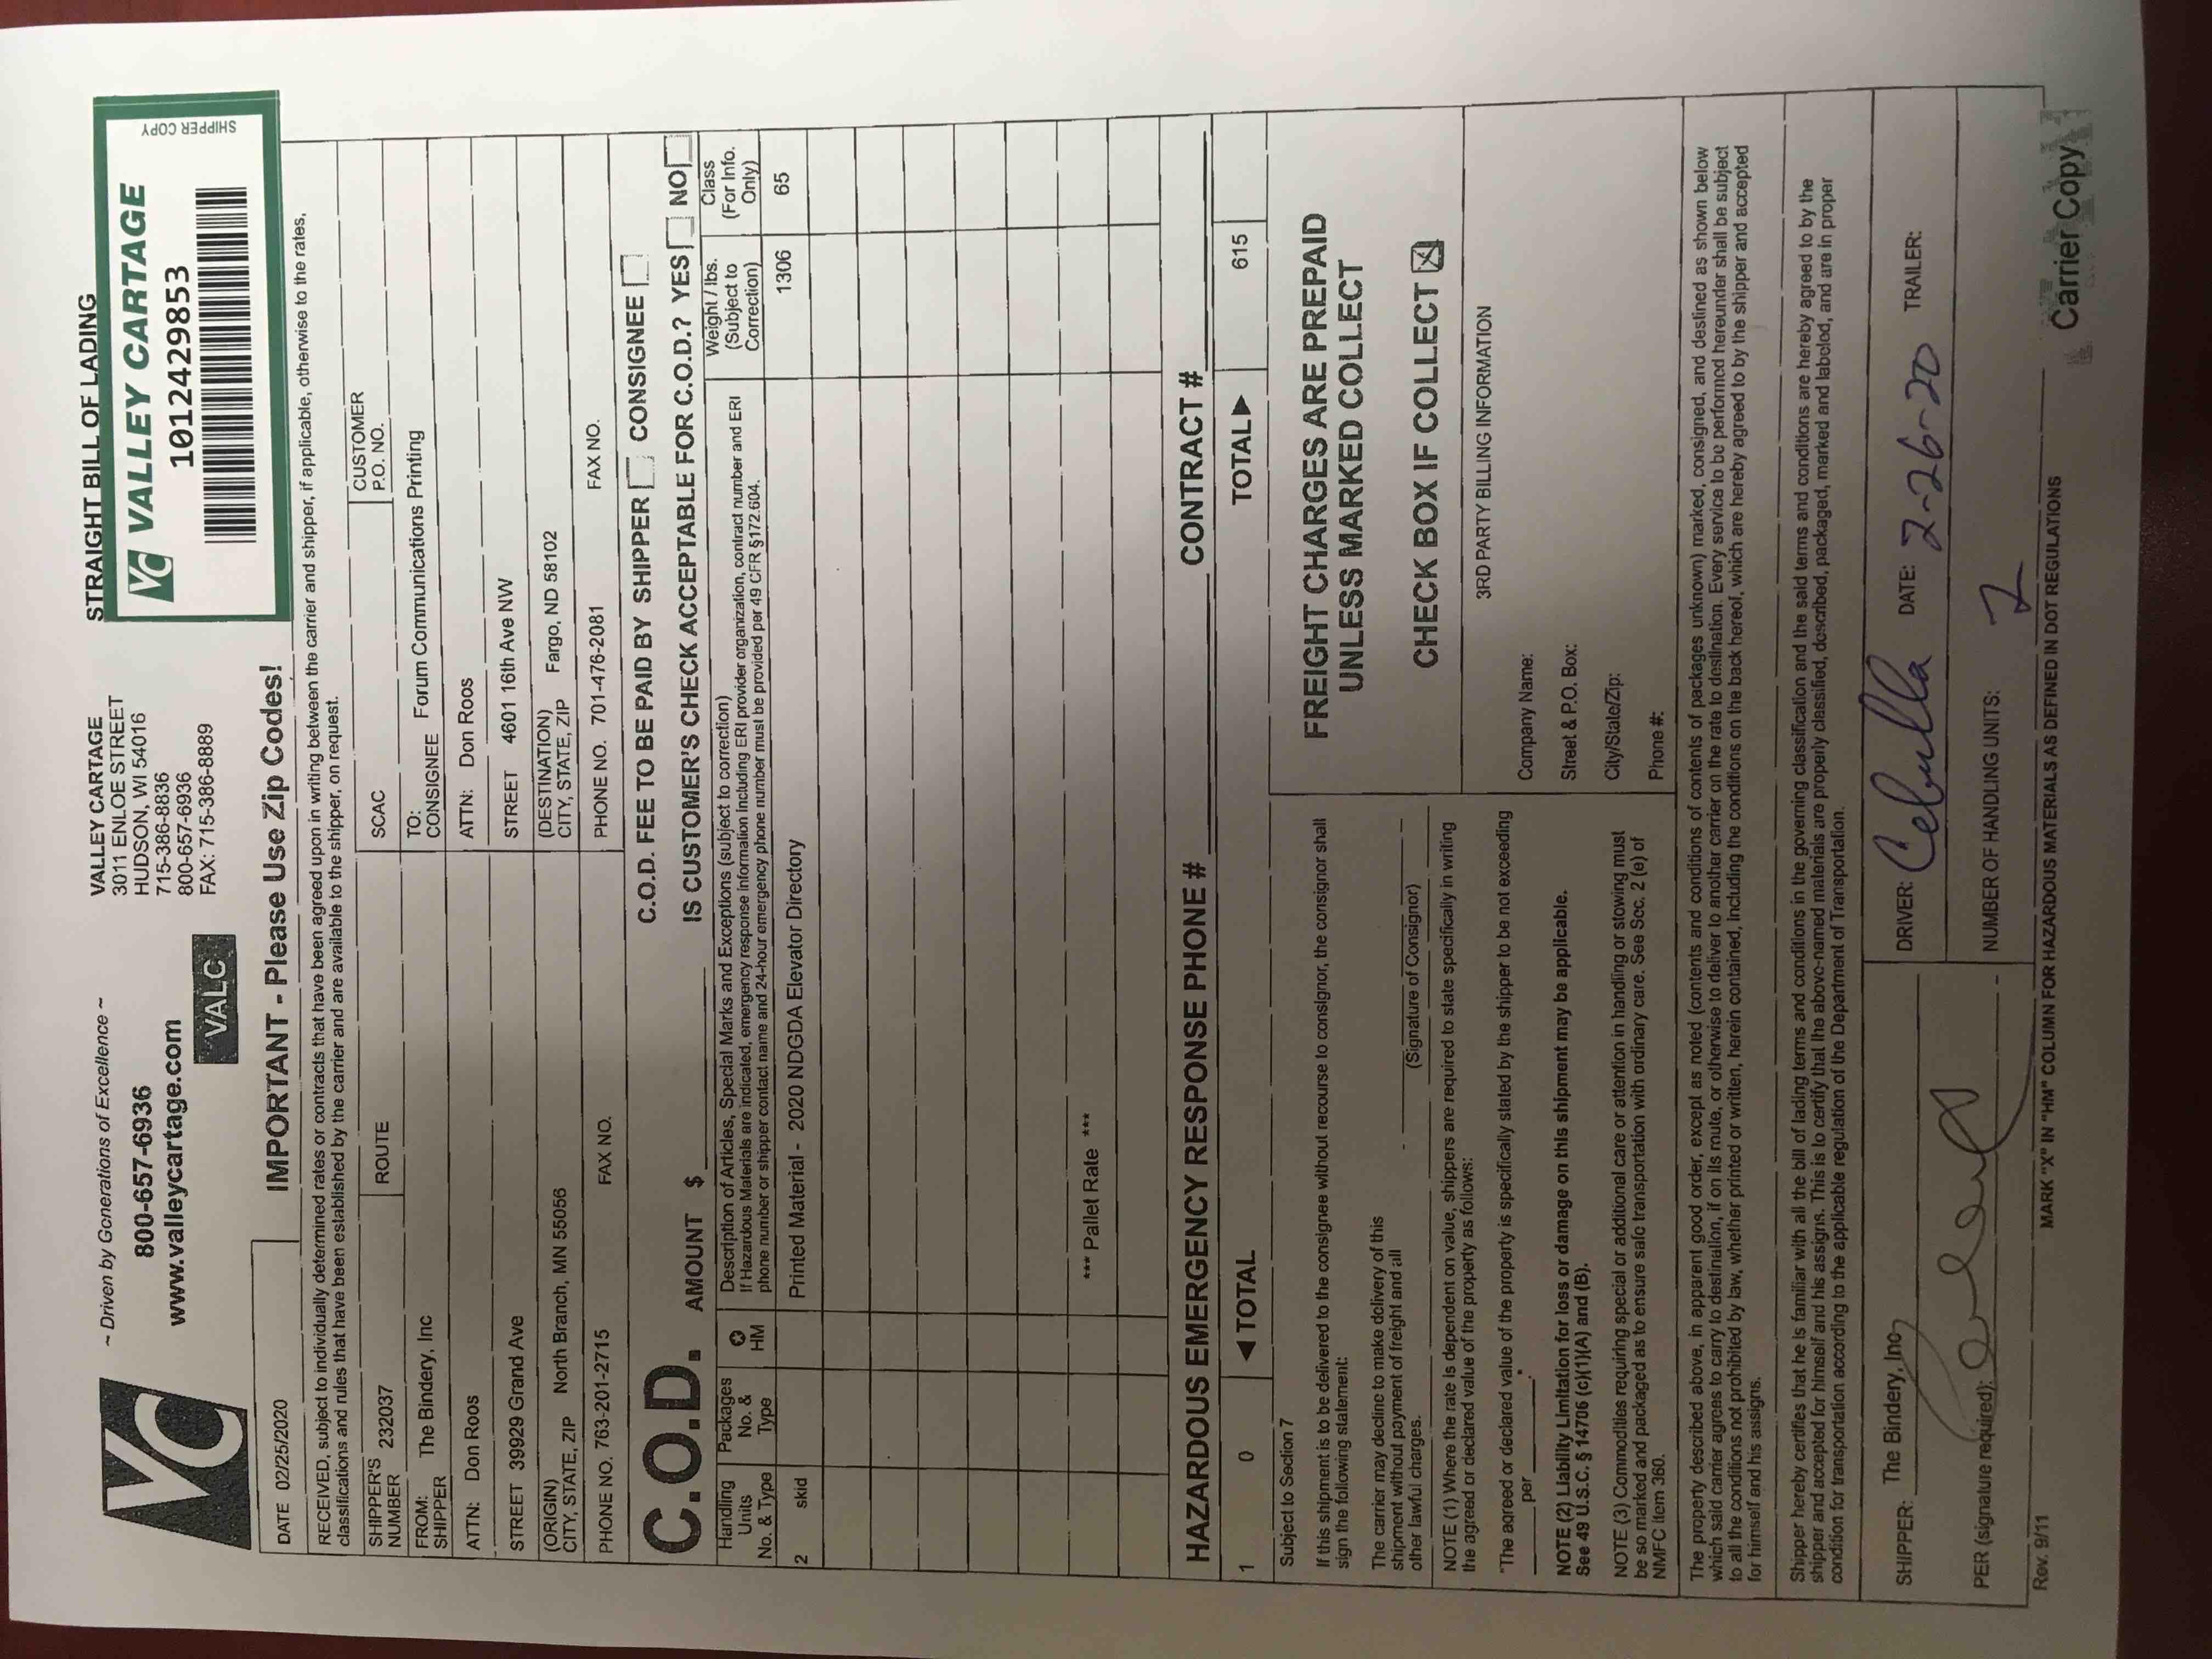 VC
~ Driven by Generations of Excellence ~
800-657-6936
www.valleycartage.com
VALC
VALLEY CARTAGE
3011 ENLOE STREET
HUDSON, WI 54016
715-386-8836
800-657-6936
FAX: 715-386-8889
STRAIGHT BILL OF LADING
VC VALLEY CARTAGE
1012429853
SHIPPER COPY
DATE 02/25/2020
IMPORTANT - Please Use Zip Codes!
RECEIVED, subject to individually determined rates or contracts that have been agreed upon in writing between the carrier and shipper, if applicable, otherwise to the rates,
classifications and rules that have been established by the carrier and are available to the shipper, on request.
SHIPPER'S NUMBER 232037
ROUTE
SCAC
CUSTOMER P.O. NO.
FROM: SHIPPER The Bindery, Inc
TO: CONSIGNEE Forum Communications Printing
ATTN: Don Roos
ATTN: Don Roos
STREET 39929 Grand Ave
STREET 4601 16th Ave NW
(ORIGIN) CITY, STATE, ZIP North Branch, MN 55056
(DESTINATION) CITY, STATE, ZIP Fargo, ND 58102
PHONE NO. 763-201-2715 FAX NO.
PHONE NO. 701-476-2081 FAX NO.
C.O.D. AMOUNT $
C.O.D. FEE TO BE PAID BY SHIPPER CONSIGNEE
IS CUSTOMER'S CHECK ACCEPTABLE FOR C.O.D.? YES NO
Handling Units No. & Type
Packages No. & Type
HM
Description of Articles, Special Marks and Exceptions (subject to correction)
If Hazardous Materials are indicated, emergency response information including ERI provider organization, contract number and ERI
phone number or shipper contact name and 24-hour emergency phone number must be provided per 49 CFR §172.604.
Weight / lbs. (Subject to Correction)
Class (For Info. Only)
2 skid Printed Material - 2020 NDGDA Elevator Directory 1306 65
*** Pallet Rate ***
HAZARDOUS EMERGENCY RESPONSE PHONE # CONTRACT #
1 0 ◀ TOTAL TOTAL ▶ 615
Subject to Section 7
If this shipment is to be delivered to the consignee without recourse to consignor, the consignor shall
sign the following statement:
The carrier may decline to make delivery of this
shipment without payment of freight and all
other lawful charges.
(Signature of Consignor)
NOTE (1) Where the rate is dependent on value, shippers are required to state specifically in writing
the agreed or declared value of the property as follows:
"The agreed or declared value of the property is specifically stated by the shipper to be not exceeding
per ."
NOTE (2) Liability Limitation for loss or damage on this shipment may be applicable.
See 49 U.S.C. § 14706 (c)(1)(A) and (B).
NOTE (3) Commodities requiring special or additional care or attention in handling or stowing must
be so marked and packaged as to ensure safe transportation with ordinary care. See Sec. 2 (e) of
NMFC Item 360.
FREIGHT CHARGES ARE PREPAID
UNLESS MARKED COLLECT
CHECK BOX IF COLLECT ☒
3RD PARTY BILLING INFORMATION
Company Name:
Street & P.O. Box:
City/State/Zip:
Phone #:
The property described above, in apparent good order, except as noted (contents and conditions of contents of packages unknown) marked, consigned, and destined as shown below
which said carrier agrees to carry to destination, if on its route, or otherwise to deliver to another carrier on the rate to destination. Every service to be performed hereunder shall be subject
to all the conditions not prohibited by law, whether printed or written, herein contained, including the conditions on the back hereof, which are hereby agreed to by the shipper and accepted
for himself and his assigns.
Shipper hereby certifies that he is familiar with all the bill of lading terms and conditions in the governing classification and the said terms and conditions are hereby agreed to by the
shipper and accepted for himself and his assigns. This is to certify that the above-named materials are properly classified, described, packaged, marked and labeled, and are in proper
condition for transportation according to the applicable regulation of the Department of Transportation.
SHIPPER: The Bindery, Inc
DRIVER: Cebulla DATE: 2-26-20 TRAILER:
PER (signature required):
NUMBER OF HANDLING UNITS: 2
Rev. 9/11
MARK "X" IN "HM" COLUMN FOR HAZARDOUS MATERIALS AS DEFINED IN DOT REGULATIONS
Carrier Copy